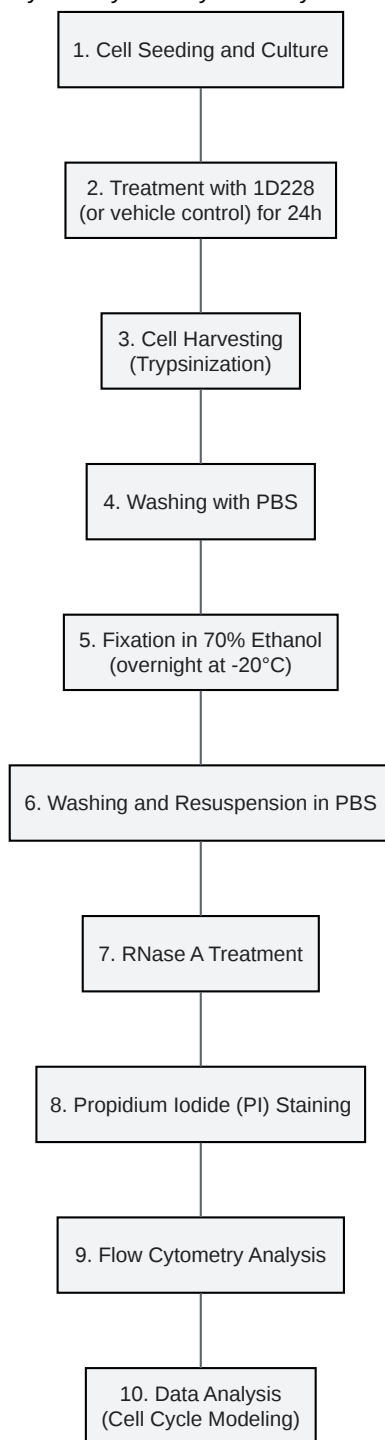 1. Cell Seeding and Culture
2. Treatment with 1D228
(or vehicle control) for 24h
3. Cell Harvesting
(Trypsinization)
4. Washing with PBS
5. Fixation in 70% Ethanol
(overnight at -20°C)
6. Washing and Resuspension in PBS
7. RNase A Treatment
8. Propidium Iodide (PI) Staining
9. Flow Cytometry Analysis
10. Data Analysis
(Cell Cycle Modeling)